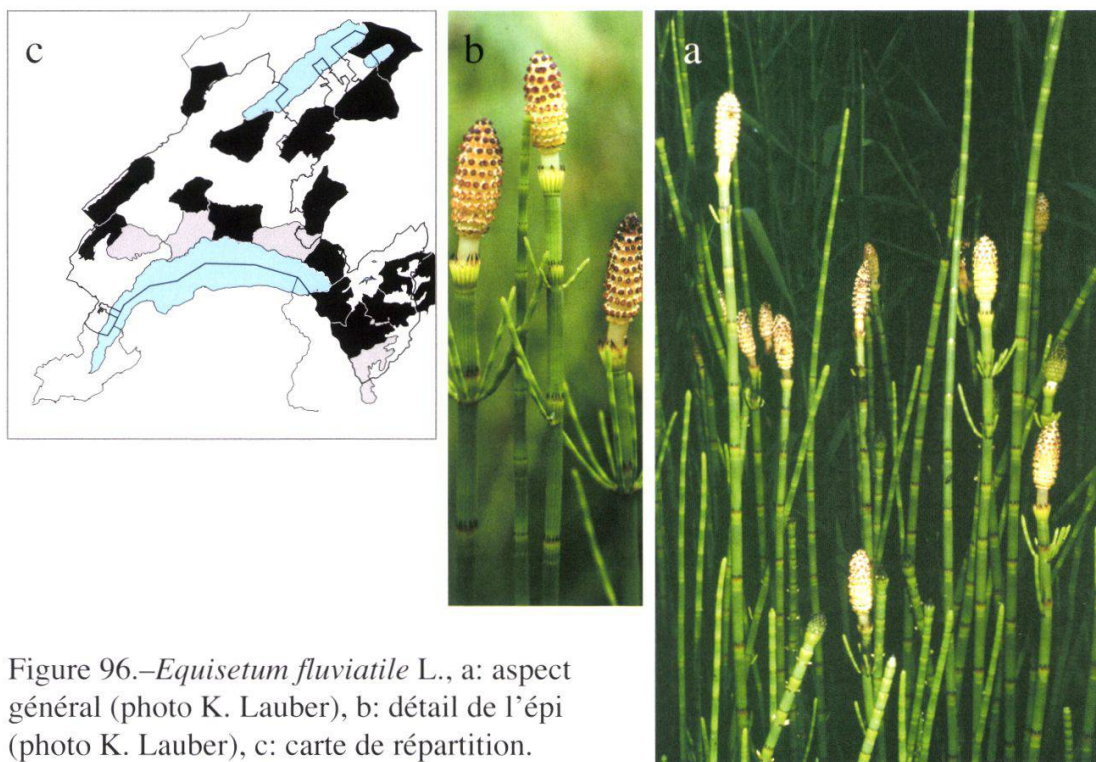 c
b
a
Figure 96.–Equisetum fluviatile L., a: aspect
général (photo K. Lauber), b: détail de l'épi
(photo K. Lauber), c: carte de répartition.